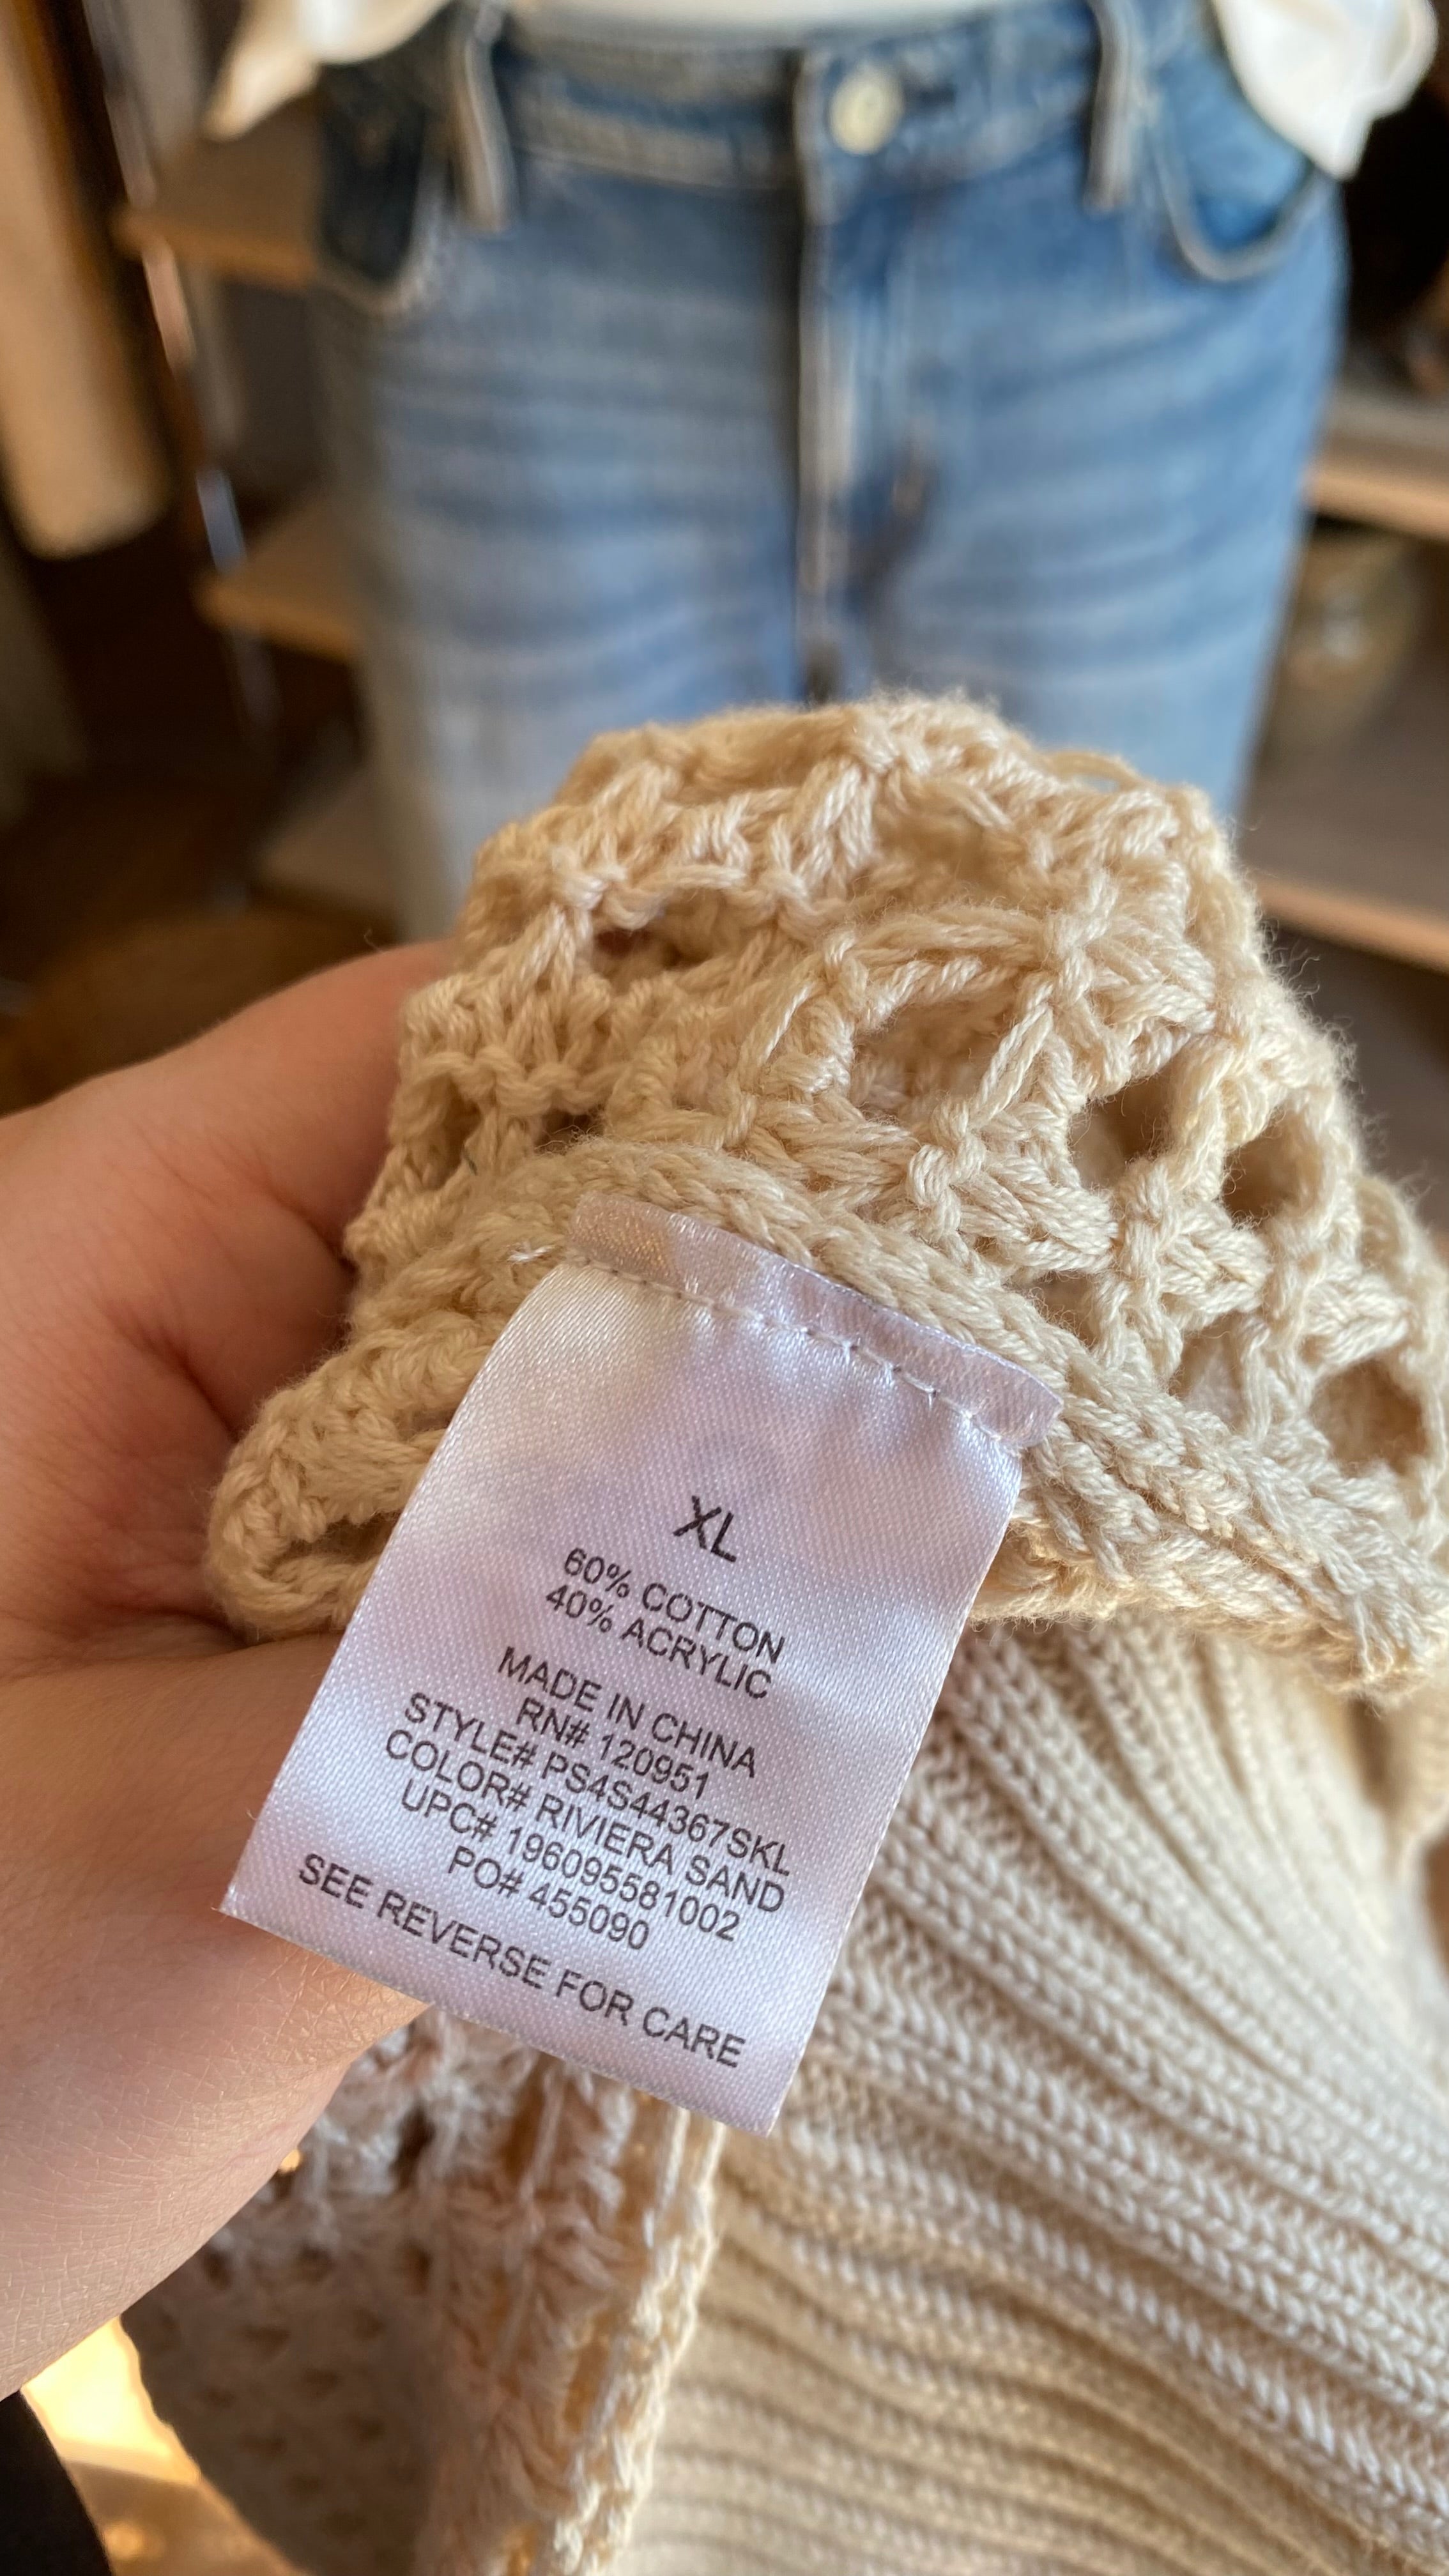 XL
60% COTTON
40% ACRYLIC
MADE IN CHINA
RN# 120951
STYLE# PS4S44367SKL
COLOR# RIVIERA SAND
UPC# 196095581002
PO# 455090
SEE REVERSE FOR CARE